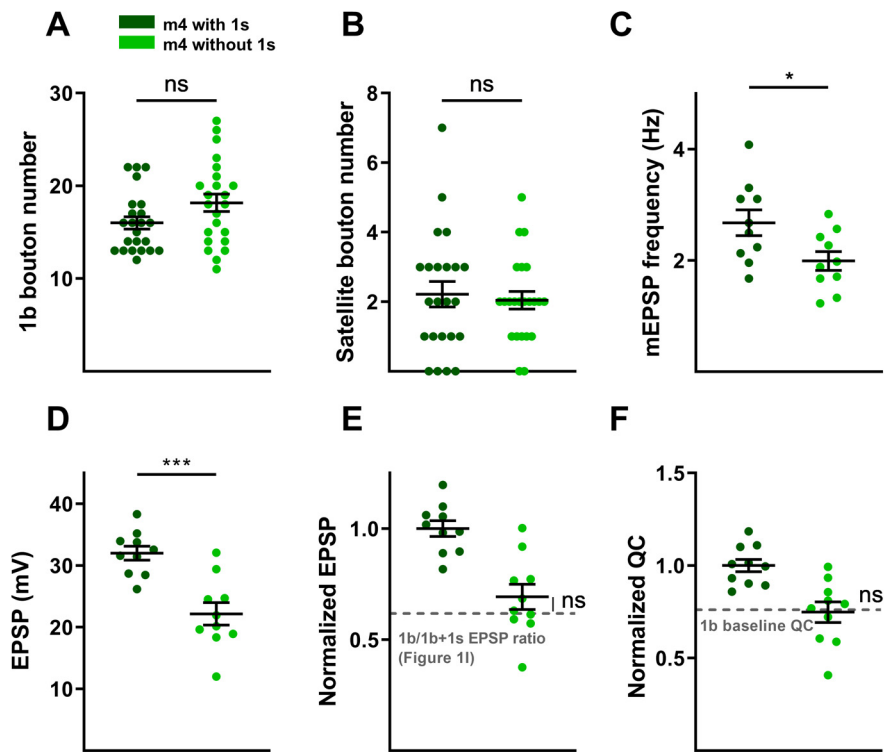 m4 with 1s
m4 without 1s
A
B
C
ns
ns
*
30
20
10
1b bouton number
8
6
4
2
0
Satellite bouton number
4
2
mEPSP frequency (Hz)
D
E
F
***
40
30
20
10
EPSP (mV)
1.0
0.5
Normalized EPSP
ns
1b/1b+1s EPSP ratio
(Figure 1I)
1.5
1.0
0.5
Normalized QC
ns
1b baseline QC